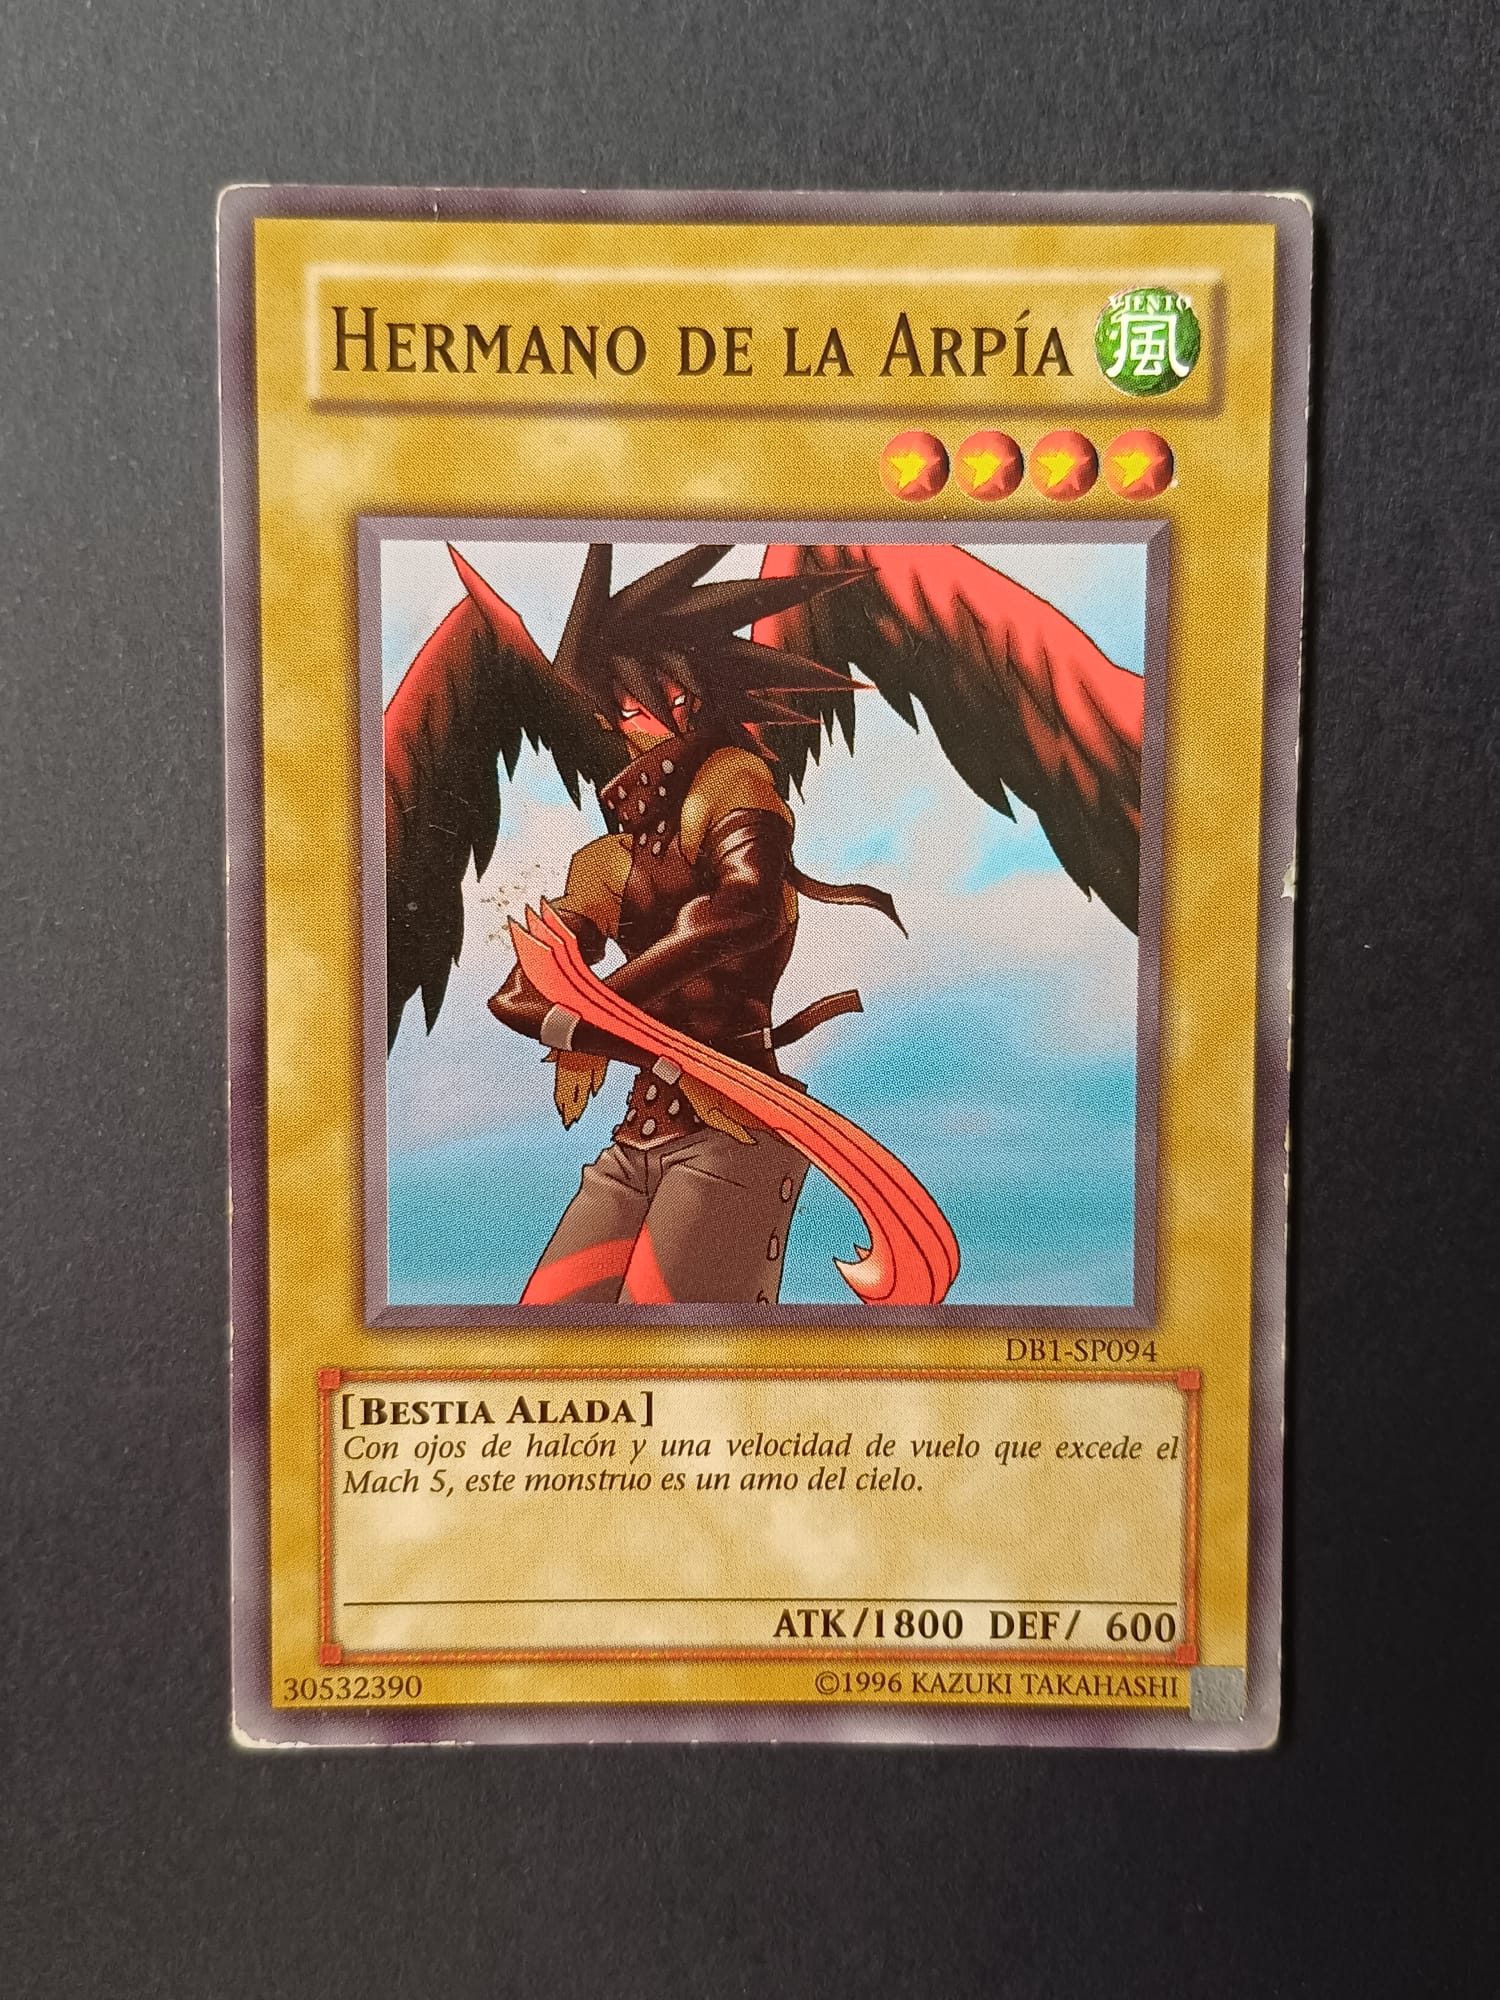 Hermano de la Arpía
VIENTO
風
DB1-SP094
[Bestia Alada]
Con ojos de halcón y una velocidad de vuelo que excede el
Mach 5, este monstruo es un amo del cielo.
ATK/1800 DEF/ 600
30532390
©1996 KAZUKI TAKAHASHI